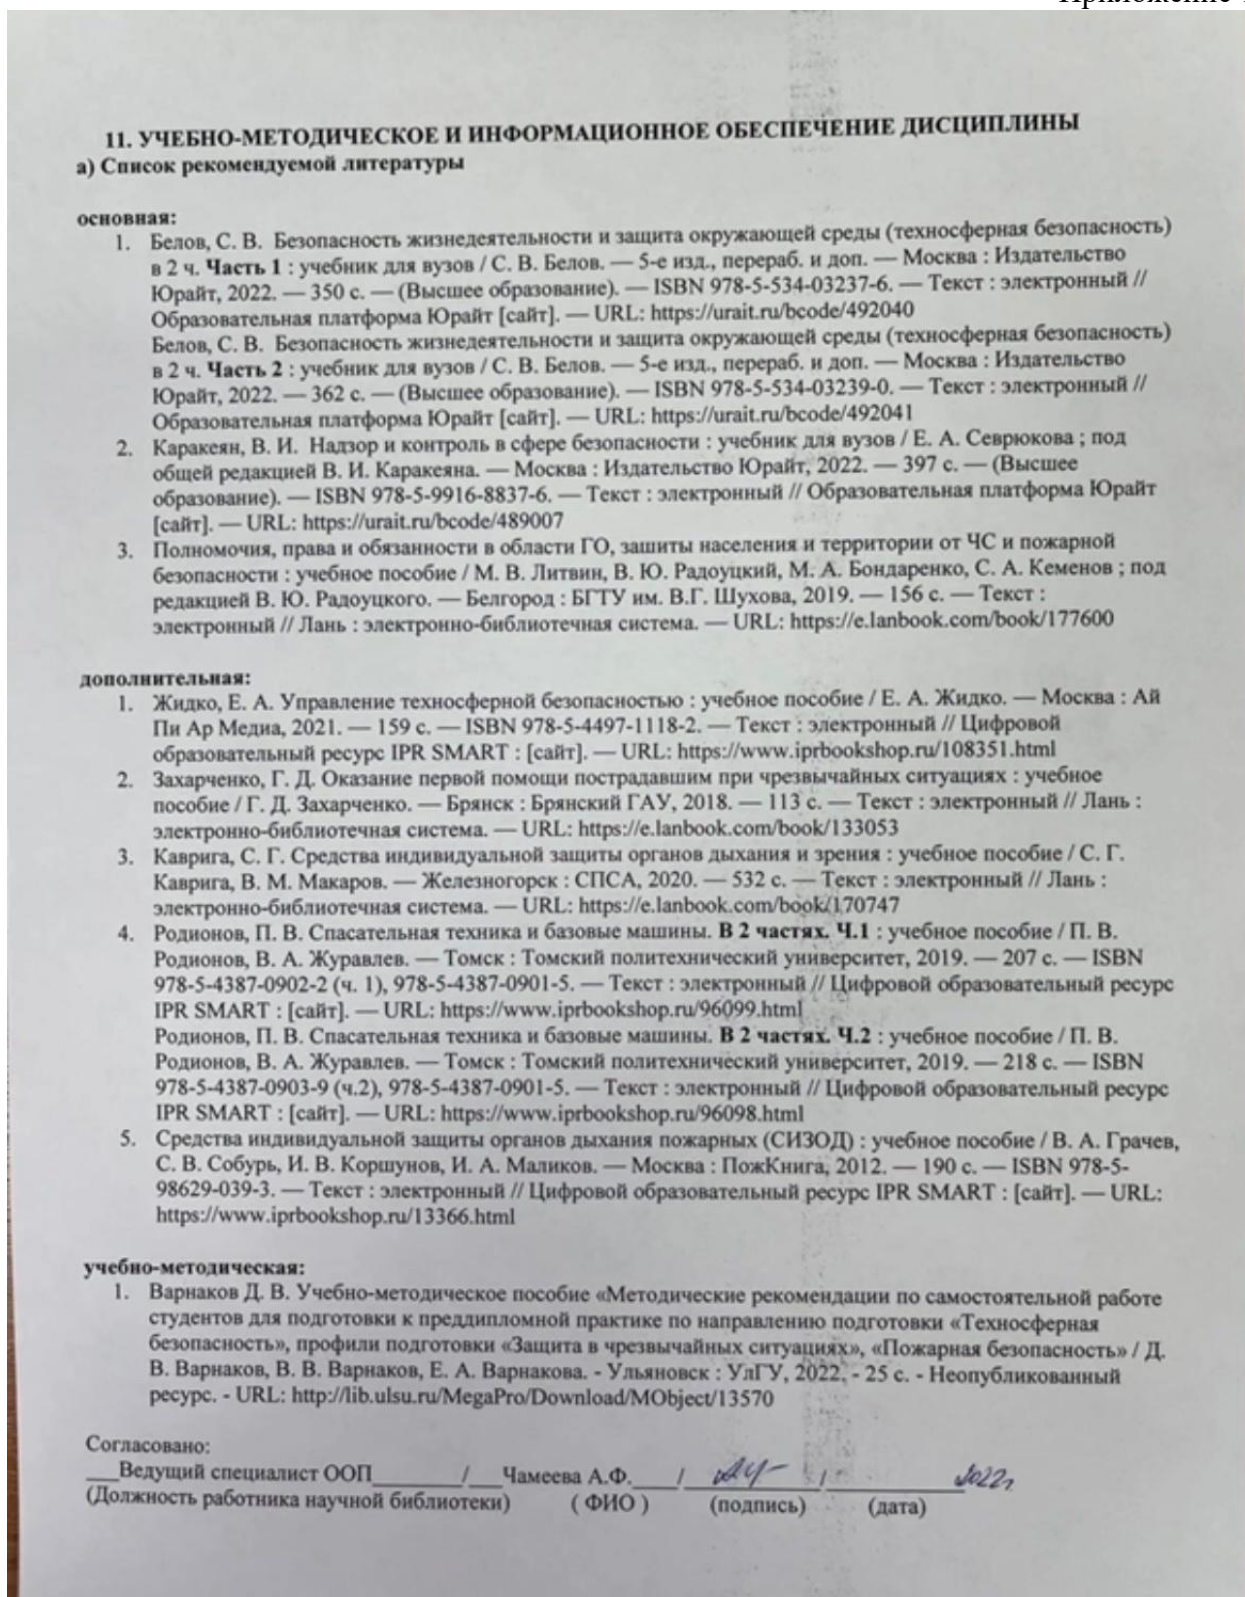 Приложение
11. УЧЕБНО-МЕТОДИЧЕСКОЕ И ИНФОРМАЦИОННОЕ ОБЕСПЕЧЕНИЕ ДИСЦИПЛИНЫ
а) Список рекомендуемой литературы
основная:
1. Белов, С. В. Безопасность жизнедеятельности и защита окружающей среды (техносферная безопасность)
в 2 ч. Часть 1 : учебник для вузов / С. В. Белов. — 5-е изд., перераб. и доп. — Москва : Издательство
Юрайт, 2022. — 350 с. — (Высшее образование). — ISBN 978-5-534-03237-6. — Текст : электронный //
Образовательная платформа Юрайт [сайт]. — URL: https://urait.ru/bcode/492040
Белов, С. В. Безопасность жизнедеятельности и защита окружающей среды (техносферная безопасность)
в 2 ч. Часть 2 : учебник для вузов / С. В. Белов. — 5-е изд., перераб. и доп. — Москва : Издательство
Юрайт, 2022. — 362 с. — (Высшее образование). — ISBN 978-5-534-03239-0. — Текст : электронный //
Образовательная платформа Юрайт [сайт]. — URL: https://urait.ru/bcode/492041
2. Каракеян, В. И. Надзор и контроль в сфере безопасности : учебник для вузов / Е. А. Севрюкова ; под
общей редакцией В. И. Каракеяна. — Москва : Издательство Юрайт, 2022. — 397 с. — (Высшее
образование). — ISBN 978-5-9916-8837-6. — Текст : электронный // Образовательная платформа Юрайт
[сайт]. — URL: https://urait.ru/bcode/489007
3. Полномочия, права и обязанности в области ГО, зашиты населения и территории от ЧС и пожарной
безопасности : учебное пособие / М. В. Литвин, В. Ю. Радоуцкий, М. А. Бондаренко, С. А. Кеменов ; под
редакцией В. Ю. Радоуцкого. — Белгород : БГТУ им. В.Г. Шухова, 2019. — 156 с. — Текст :
электронный // Лань : электронно-библиотечная система. — URL: https://e.lanbook.com/book/177600
дополнительная:
1. Жидко, Е. А. Управление техносферной безопасностью : учебное пособие / Е. А. Жидко. — Москва : Ай
Пи Ар Медиа, 2021. — 159 с. — ISBN 978-5-4497-1118-2. — Текст : электронный // Цифровой
образовательный ресурс IPR SMART : [сайт]. — URL: https://www.iprbookshop.ru/108351.html
2. Захарченко, Г. Д. Оказание первой помощи пострадавшим при чрезвычайных ситуациях : учебное
пособие / Г. Д. Захарченко. — Брянск : Брянский ГАУ, 2018. — 113 с. — Текст : электронный // Лань :
электронно-библиотечная система. — URL: https://e.lanbook.com/book/133053
3. Каврига, С. Г. Средства индивидуальной защиты органов дыхания и зрения : учебное пособие / С. Г.
Каврига, В. М. Макаров. — Железногорск : СПСА, 2020. — 532 с. — Текст : электронный // Лань :
электронно-библиотечная система. — URL: https://e.lanbook.com/book/170747
4. Родионов, П. В. Спасательная техника и базовые машины. В 2 частях. Ч.1 : учебное пособие / П. В.
Родионов, В. А. Журавлев. — Томск : Томский политехнический университет, 2019. — 207 с. — ISBN
978-5-4387-0902-2 (ч. 1), 978-5-4387-0901-5. — Текст : электронный // Цифровой образовательный ресурс
IPR SMART : [сайт]. — URL: https://www.iprbookshop.ru/96099.html
Родионов, П. В. Спасательная техника и базовые машины. В 2 частях. Ч.2 : учебное пособие / П. В.
Родионов, В. А. Журавлев. — Томск : Томский политехнический университет, 2019. — 218 с. — ISBN
978-5-4387-0903-9 (ч.2), 978-5-4387-0901-5. — Текст : электронный // Цифровой образовательный ресурс
IPR SMART : [сайт]. — URL: https://www.iprbookshop.ru/96098.html
5. Средства индивидуальной защиты органов дыхания пожарных (СИЗОД) : учебное пособие / В. А. Грачев,
С. В. Собурь, И. В. Коршунов, И. А. Маликов. — Москва : ПожКнига, 2012. — 190 с. — ISBN 978-5-
98629-039-3. — Текст : электронный // Цифровой образовательный ресурс IPR SMART : [сайт]. — URL:
https://www.iprbookshop.ru/13366.html
учебно-методическая:
1. Варнаков Д. В. Учебно-методическое пособие «Методические рекомендации по самостоятельной работе
студентов для подготовки к преддипломной практике по направлению подготовки «Техносферная
безопасность», профили подготовки «Защита в чрезвычайных ситуациях», «Пожарная безопасность» / Д.
В. Варнаков, В. В. Варнаков, Е. А. Варнакова. - Ульяновск : УлГУ, 2022. - 25 с. - Неопубликованный
ресурс. - URL: http://lib.ulsu.ru/MegaPro/Download/MObject/13570
Согласовано:
___Ведущий специалист ООП________/___Чамеева А.Ф.____/____________/____________2022г
(Должность работника научной библиотеки) ( ФИО ) (подпись) (дата)